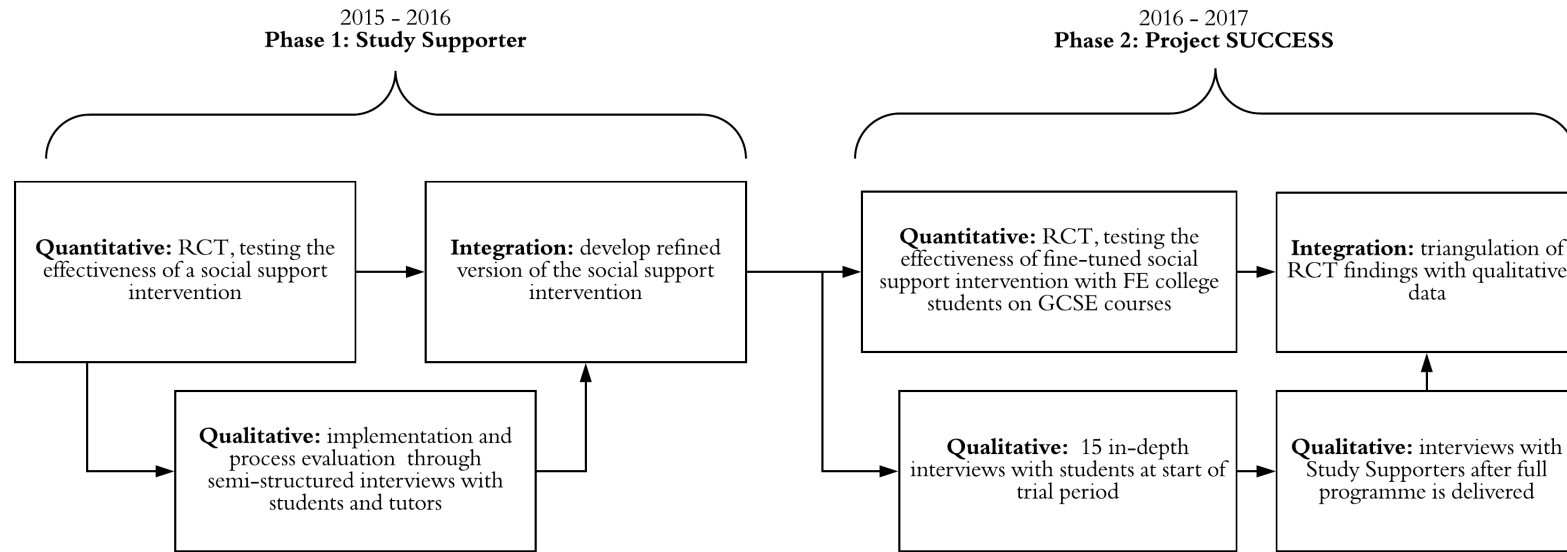 2015 - 2016
Phase 1: Study Supporter
2016 - 2017
Phase 2: Project SUCCESS
Quantitative: RCT, testing the
effectiveness of a social support
intervention
Integration: develop refined
version of the social support
intervention
Qualitative: implementation and
process evaluation through
semi-structured interviews with
students and tutors
Quantitative: RCT, testing the
effectiveness of fine-tuned social
support intervention with FE college
students on GCSE courses
Integration: triangulation of
RCT findings with qualitative
data
Qualitative: 15 in-depth
interviews with students at start of
trial period
Qualitative: interviews with
Study Supporters after full
programme is delivered